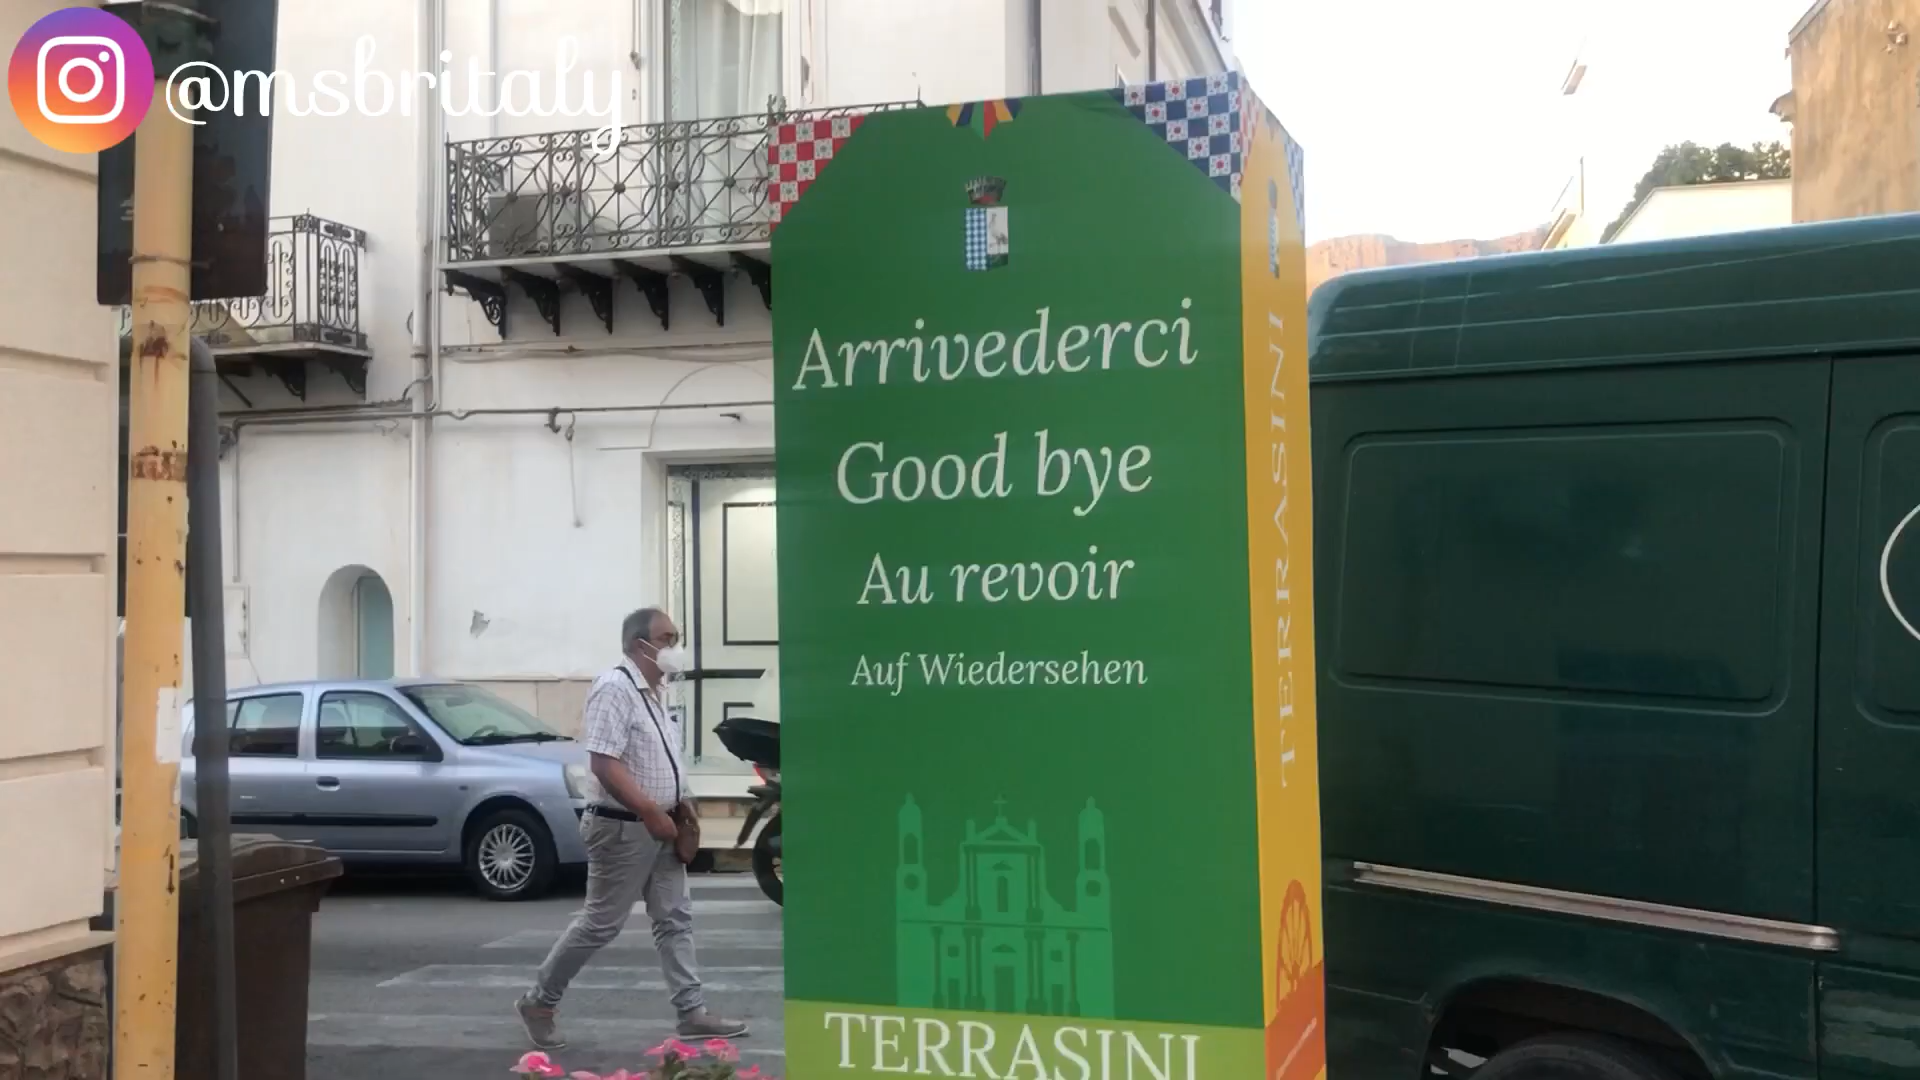 @msbritaly
Arrivederci
Good bye
Au revoir
Auf Wiedersehen
TERRASINI
TERRASINI